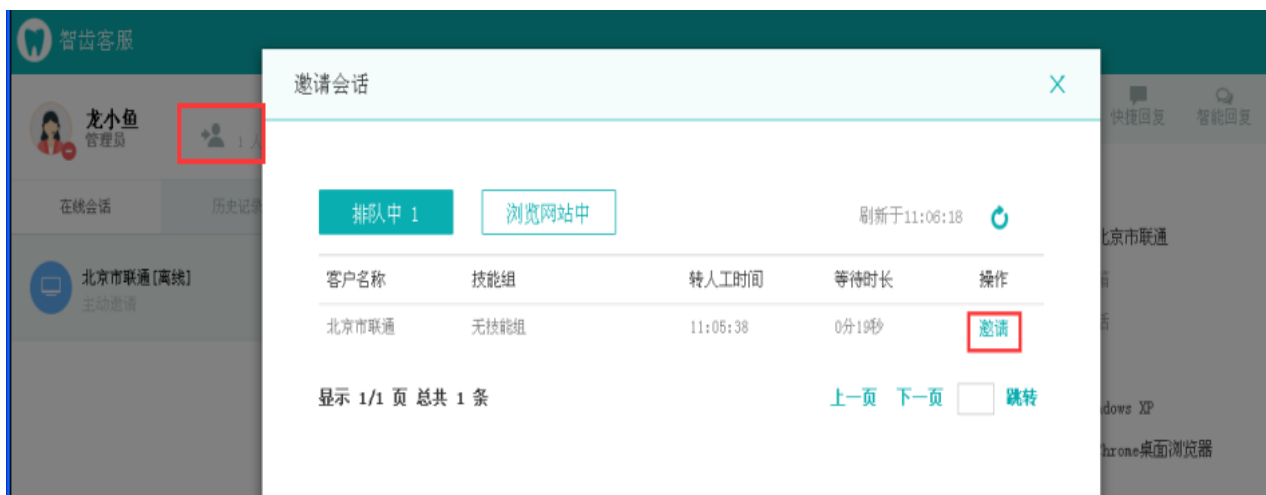 智齿客服
邀请会话
X
快捷回复 智能回复
龙小鱼
管理员
1 人
在线会话 历史记录
排队中 1 浏览网站中 刷新于11:06:18
北京市联通
北京市联通[离线]
主动邀请
客户名称 技能组 转人工时间 等待时长 操作
北京市联通 无技能组 11:05:38 0分19秒 邀请
显示 1/1 页 总共 1 条 上一页 下一页 跳转
dows XP
hrome桌面浏览器